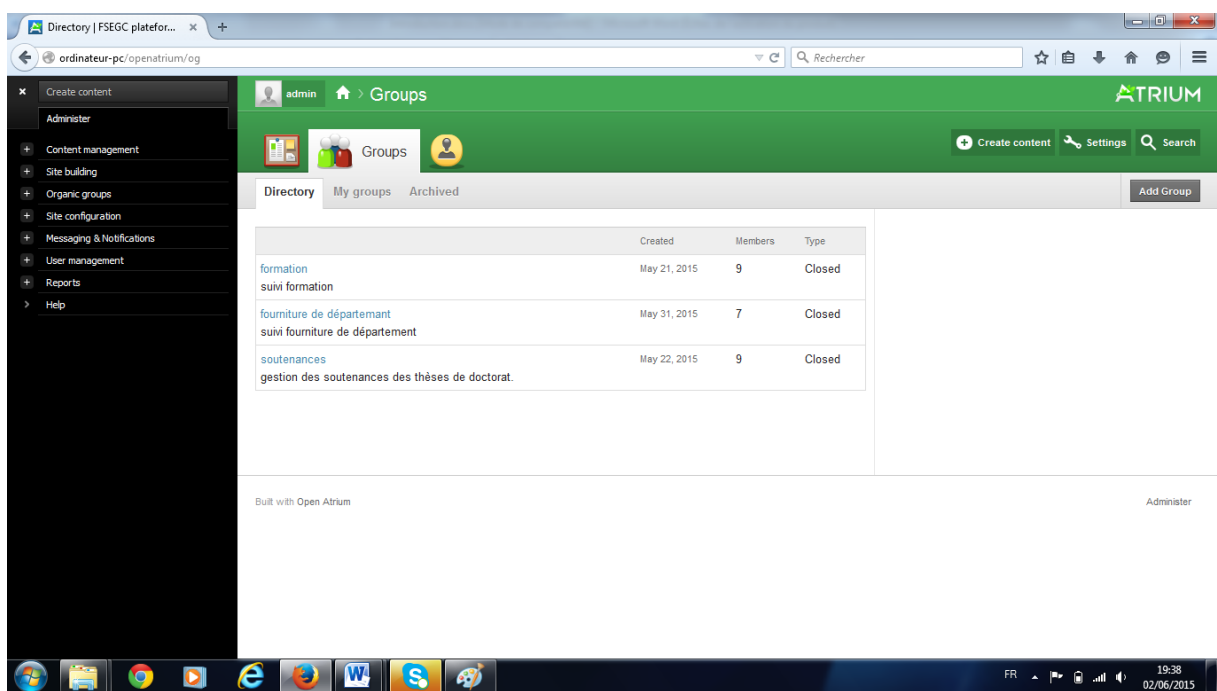 Directory | FSEGC platefor...
ordinateur-pc/openatrium/og
Rechercher
Create content
Administer
Content management
Site building
Organic groups
Site configuration
Messaging & Notifications
User management
Reports
Help
admin
Groups
ATRIUM
Groups
Create content
Settings
Search
Directory My groups Archived
Add Group
Created Members Type
formation May 21, 2015 9 Closed
suivi formation
fourniture de départemant May 31, 2015 7 Closed
suivi fourniture de département
soutenances May 22, 2015 9 Closed
gestion des soutenances des thèses de doctorat.
Built with Open Atrium
Administer
FR
19:38
02/06/2015